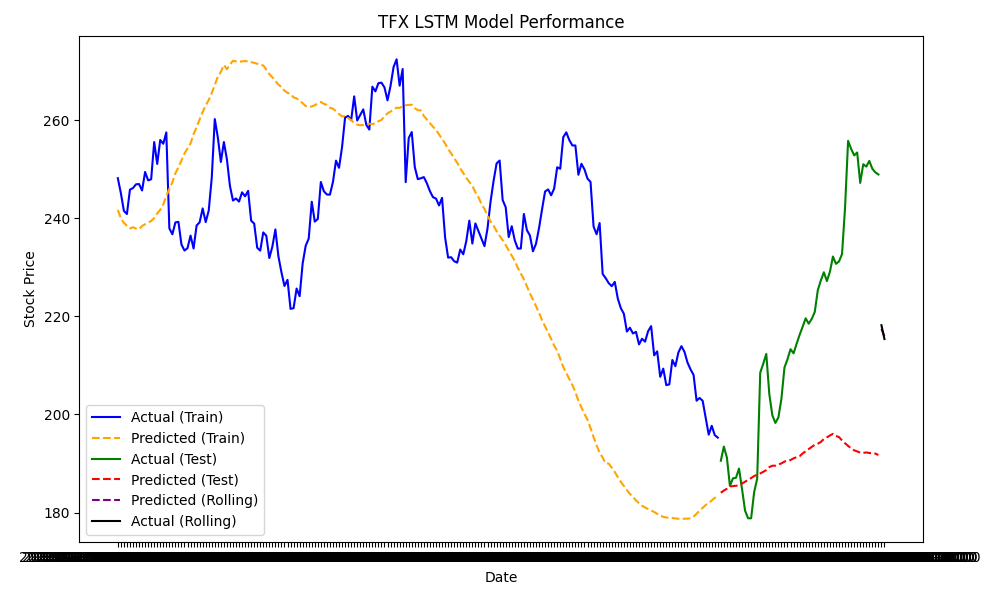 TFX LSTM Model Performance
Stock Price
260
240
220
200
180
Actual (Train)
Predicted (Train)
Actual (Test)
Predicted (Test)
Predicted (Rolling)
Actual (Rolling)
Date